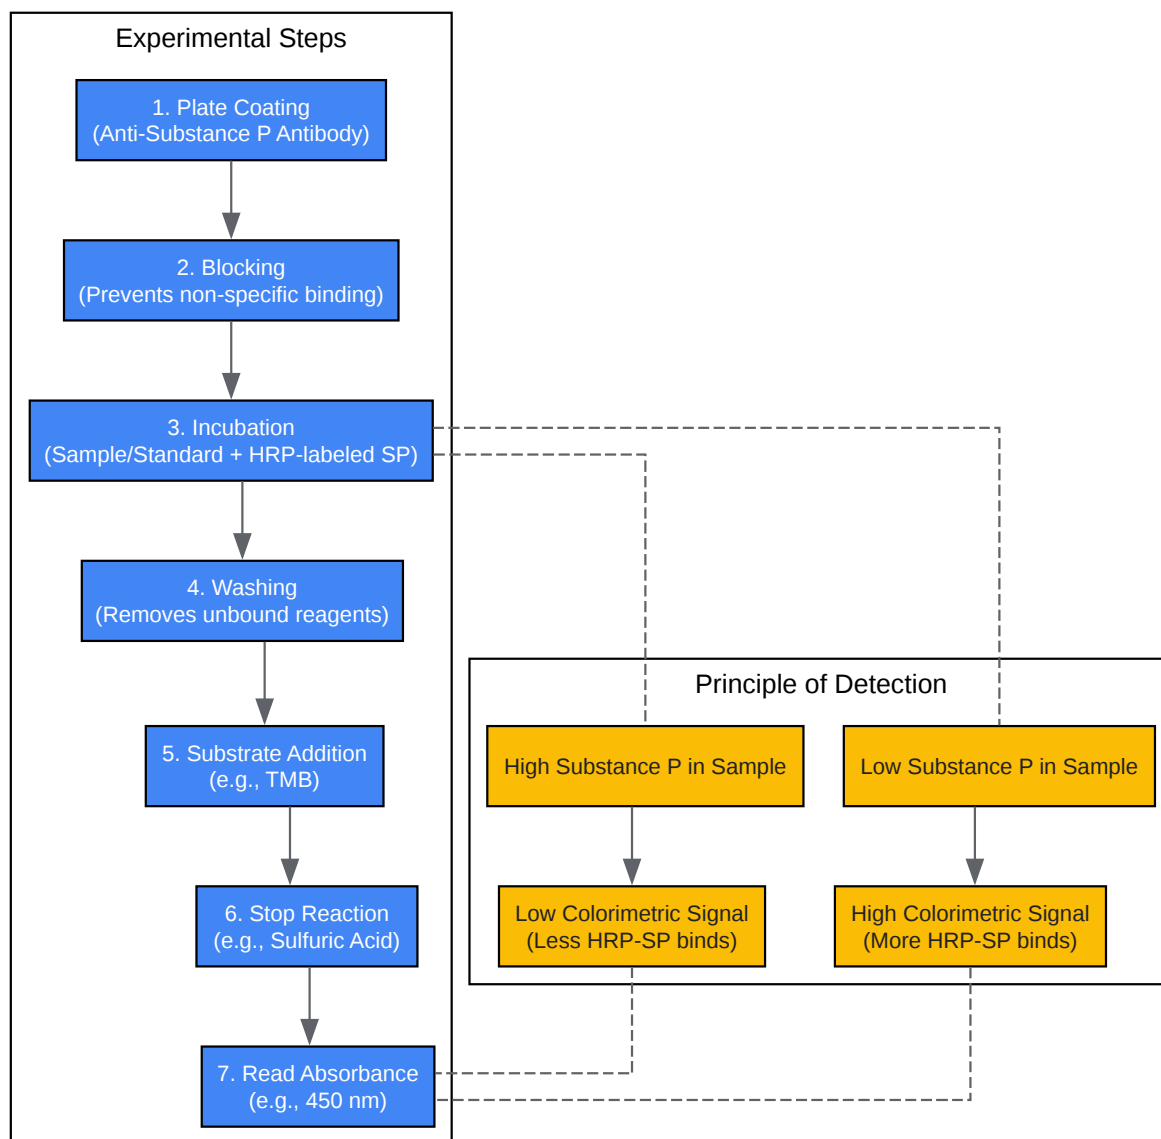 Experimental Steps
1. Plate Coating
(Anti-Substance P Antibody)
2. Blocking
(Prevents non-specific binding)
3. Incubation
(Sample/Standard + HRP-labeled SP)
4. Washing
(Removes unbound reagents)
5. Substrate Addition
(e.g., TMB)
6. Stop Reaction
(e.g., Sulfuric Acid)
7. Read Absorbance
(e.g., 450 nm)
Principle of Detection
High Substance P in Sample
Low Substance P in Sample
Low Colorimetric Signal
(Less HRP-SP binds)
High Colorimetric Signal
(More HRP-SP binds)